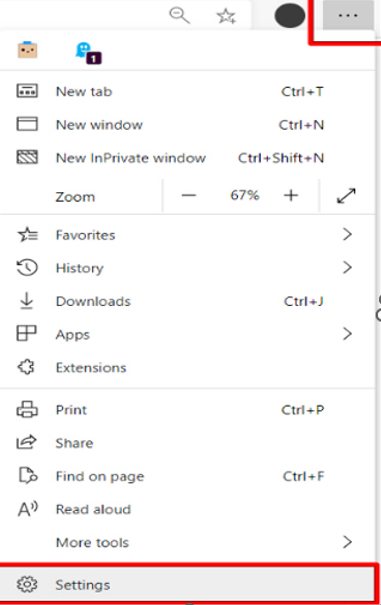 ...
1
New tab Ctrl+T
New window Ctrl+N
New InPrivate window Ctrl+Shift+N
Zoom — 67% +
Favorites
History
Downloads Ctrl+J
Apps
Extensions
Print Ctrl+P
Share
Find on page Ctrl+F
Read aloud
More tools
Settings